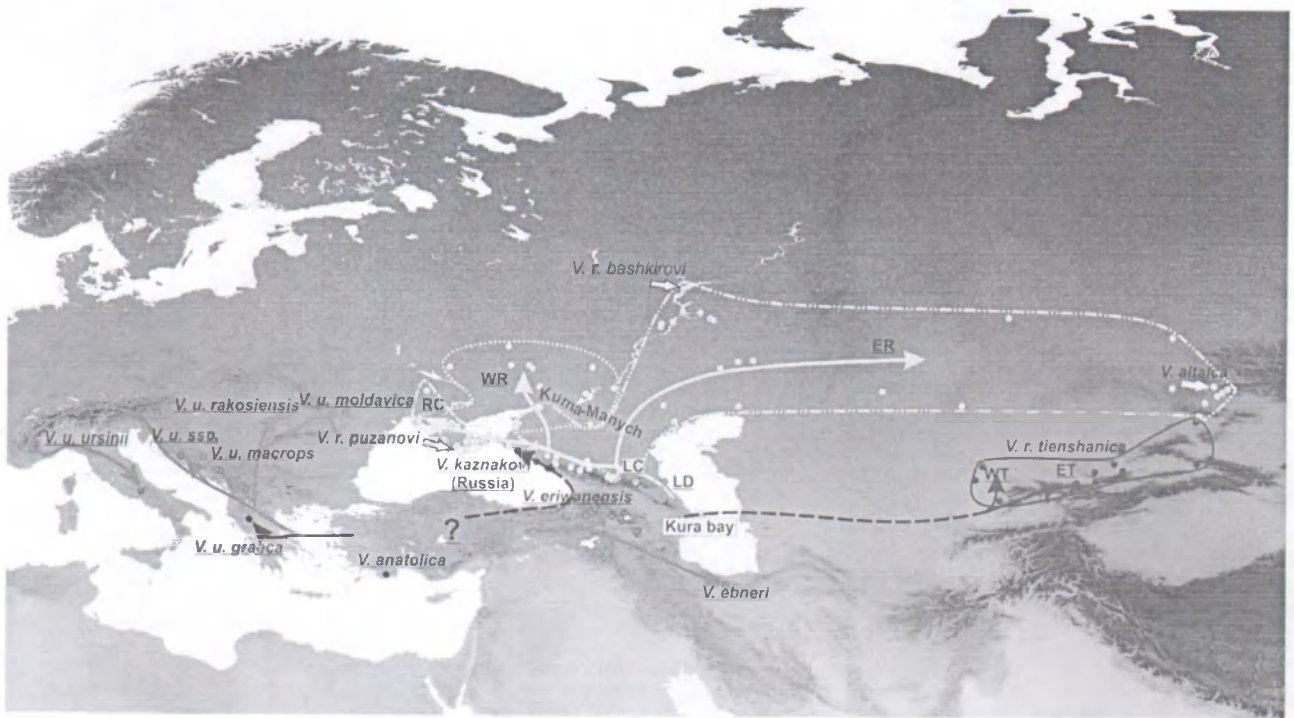 V. r. bashkirovi
ER
V. altaica
WR
Kuma-Manych
V. u. rakosiensis
V. u. moldavica
RC
V. u. ursinii
V. u. ssp.
V. u. macrops
V. r. puzanovi
V. kaznakovi
(Russia)
LC
LD
V. r. tienshanica
WT
ET
V. eriwanensis
Kura bay
?
V. u. graeca
V. anatolica
V. ebneri